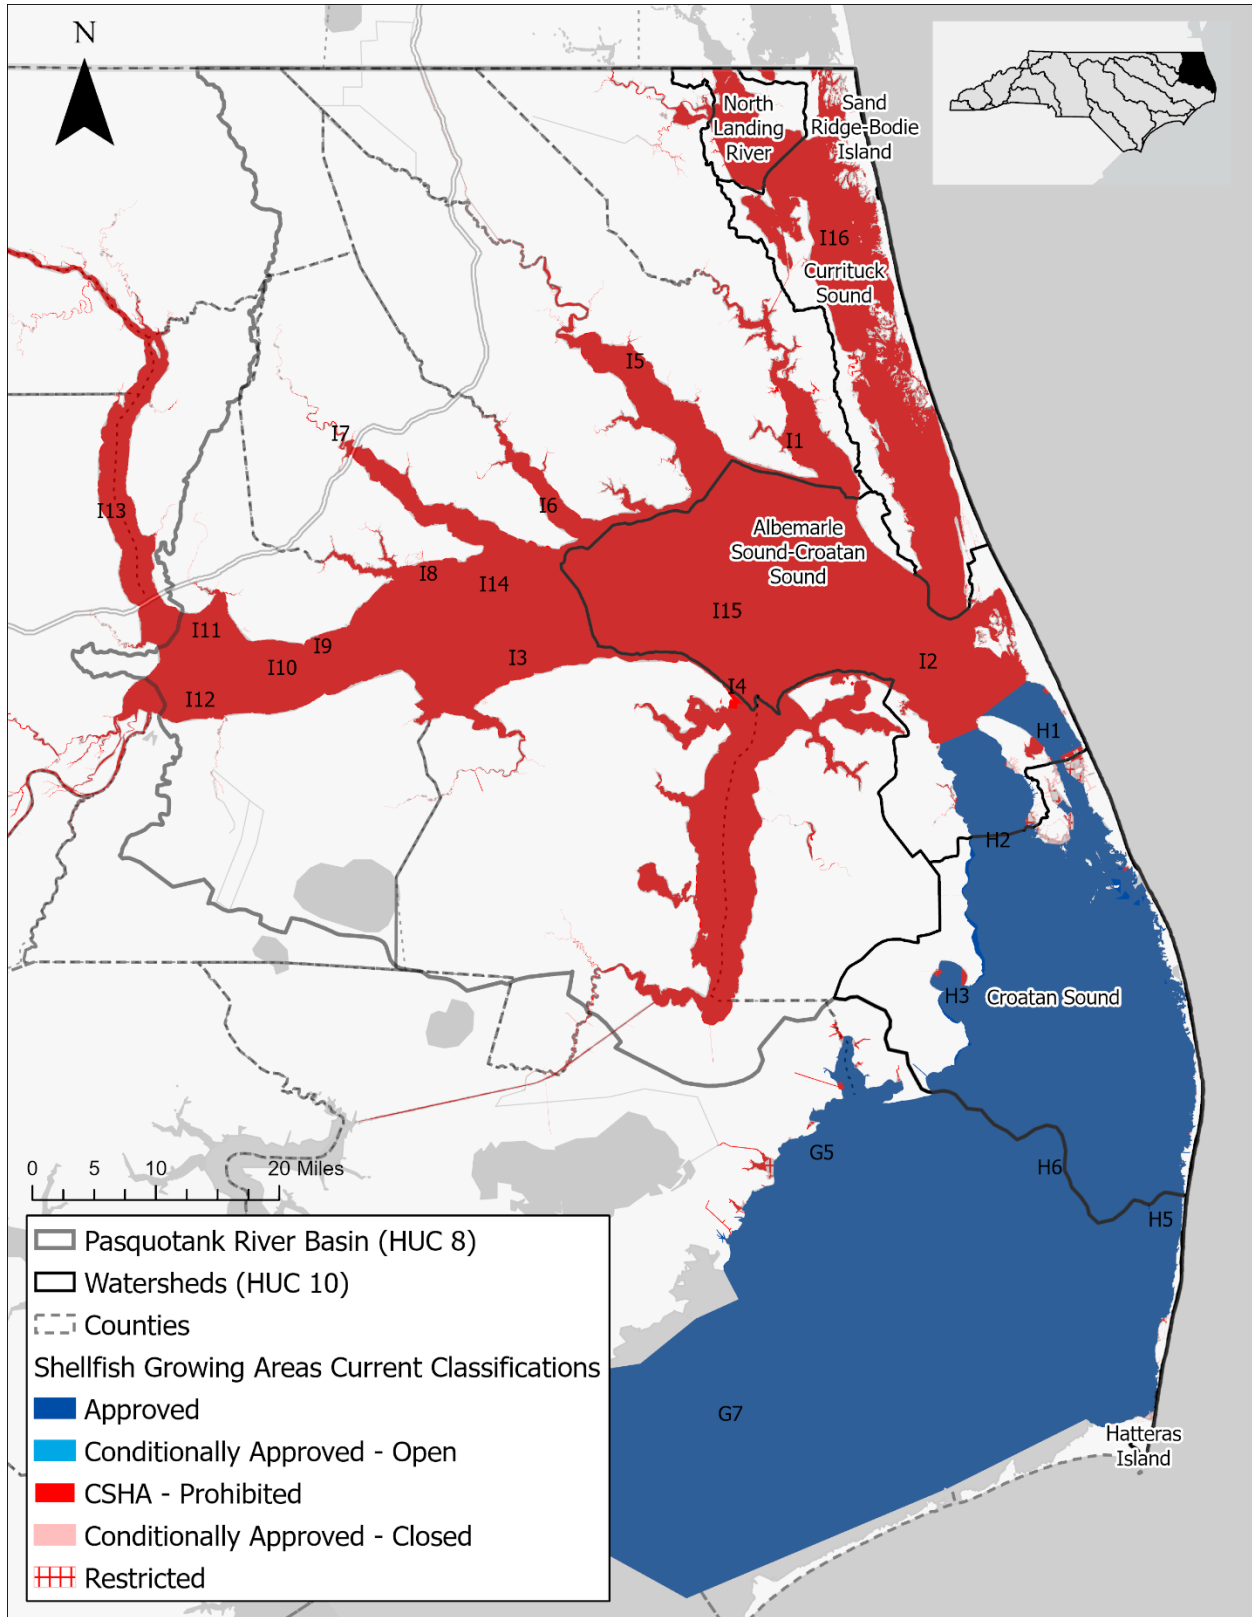 N
North
Landing
River
Sand
Ridge-Bodie
Island
I16
Currituck
Sound
I5
I7
I1
I6
I13
Albemarle
Sound-Croatan
Sound
I8
I14
I15
I11
I9
I10
I3
I2
I4
I12
H1
H2
H3
Croatan Sound
G5
H6
H5
0 5 10 20 Miles
G7
Hatteras
Island
Pasquotank River Basin (HUC 8)
Watersheds (HUC 10)
Counties
Shellfish Growing Areas Current Classifications
Approved
Conditionally Approved - Open
CSHA - Prohibited
Conditionally Approved - Closed
Restricted